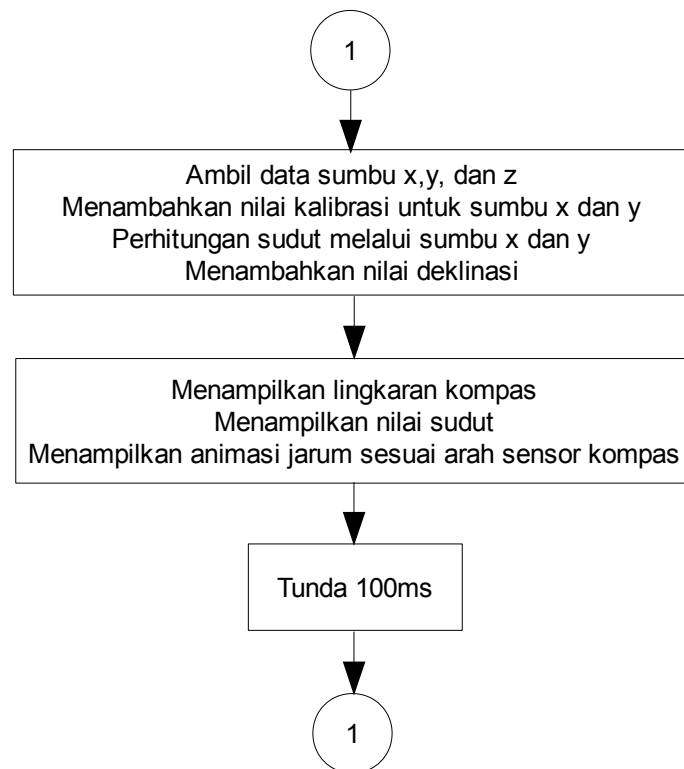 1
Ambil data sumbu x,y, dan z
Menambahkan nilai kalibrasi untuk sumbu x dan y
Perhitungan sudut melalui sumbu x dan y
Menambahkan nilai deklinasi
Menampilkan lingkaran kompas
Menampilkan nilai sudut
Menampilkan animasi jarum sesuai arah sensor kompas
Tunda 100ms
1